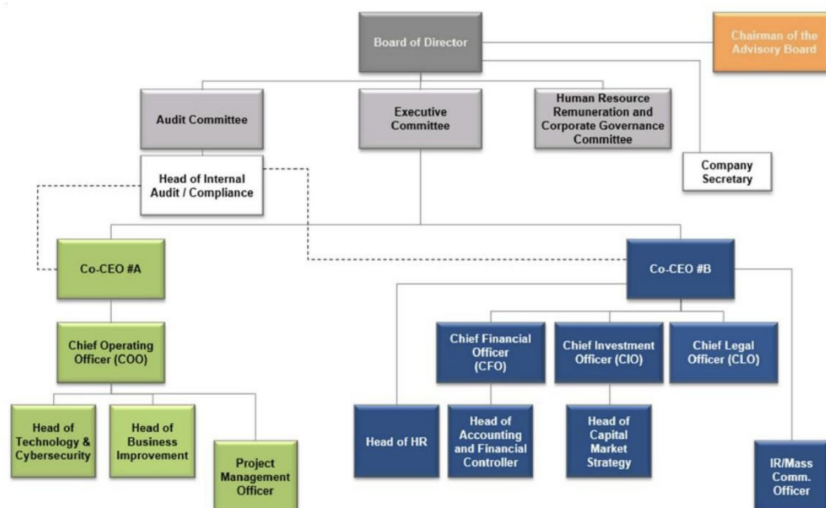 Board of Director
Chairman of the
Advisory Board
Audit Committee
Executive
Committee
Human Resource
Remuneration and
Corporate Governance
Committee
Head of Internal
Audit / Compliance
Company
Secretary
Co-CEO #A
Co-CEO #B
Chief Operating
Officer (COO)
Chief Financial
Officer
(CFO)
Chief Investment
Officer (CIO)
Chief Legal
Officer (CLO)
Head of
Technology &
Cybersecurity
Head of
Business
Improvement
Project
Management
Officer
Head of HR
Head of
Accounting
and Financial
Controller
Head of
Capital
Market
Strategy
IR/Mass
Comm.
Officer